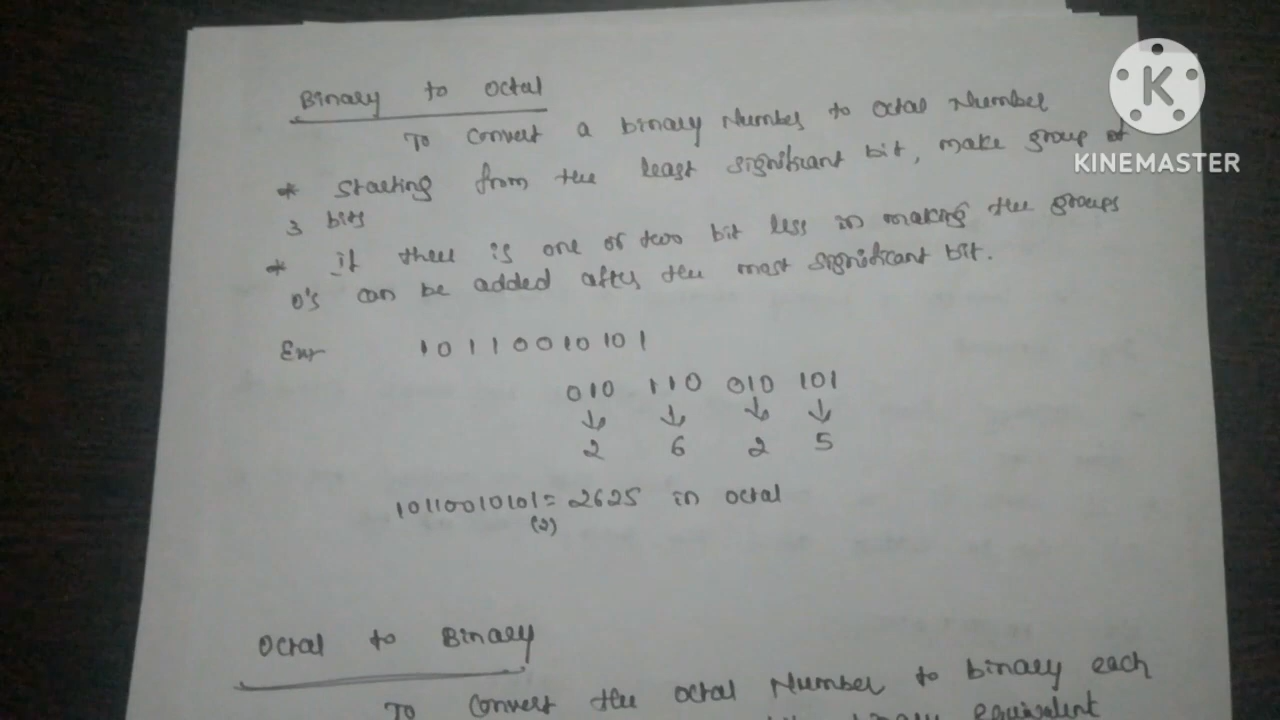 Binary to Octal
To convert a binary Number to Octal Number
* starting from the least significant bit, make group of
3 bits
* if there is one or two bit less in making the groups
0's can be added after the most significant bit.
Ex:- 10110010101
010 110 010 101
↓ ↓ ↓ ↓
2 6 2 5
10110010101(2) = 2625 in octal
Octal to Binary
To convert the octal Number to binary each
binary equivalent
K
KINEMASTER